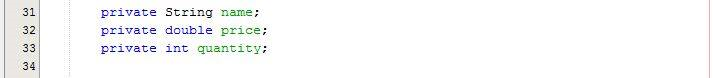 31 private String name;
32 private double price;
33 private int quantity;
34